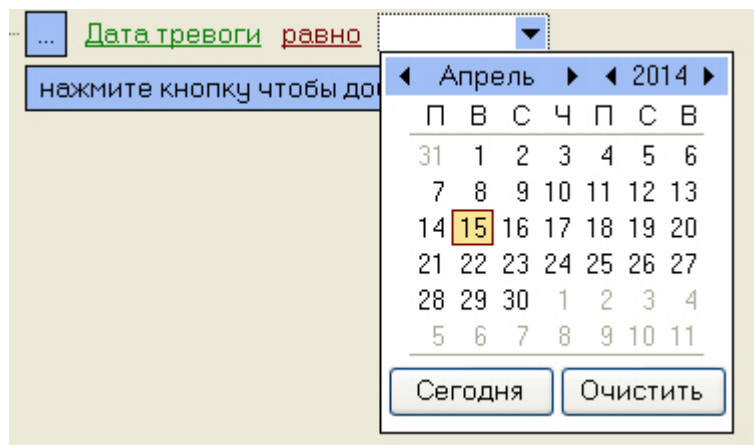 ... Дата тревоги равно
нажмите кнопку чтобы
Апрель 2014
П В С Ч П С В
31 1 2 3 4 5 6
7 8 9 10 11 12 13
14 15 16 17 18 19 20
21 22 23 24 25 26 27
28 29 30 1 2 3 4
5 6 7 8 9 10 11
Сегодня Очистить